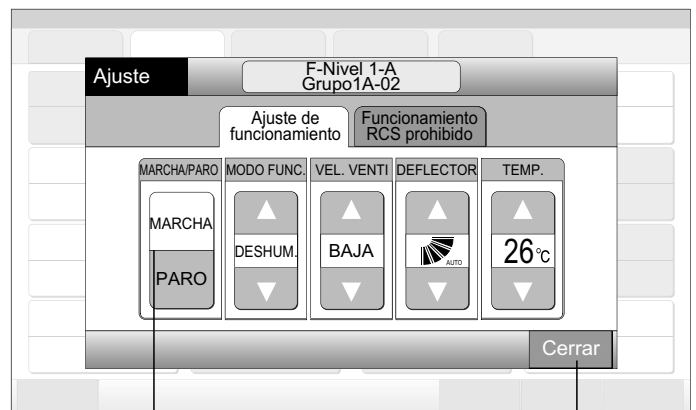 Ajuste
F-Nivel 1-A
Grupo1A-02
Ajuste de
funcionamiento
Funcionamiento
RCS prohibido
MARCHA/PARO
MODO FUNC.
VEL. VENTI
DEFLECTOR
TEMP.
MARCHA
PARO
DESHUM.
BAJA
AUTO
26°C
Cerrar